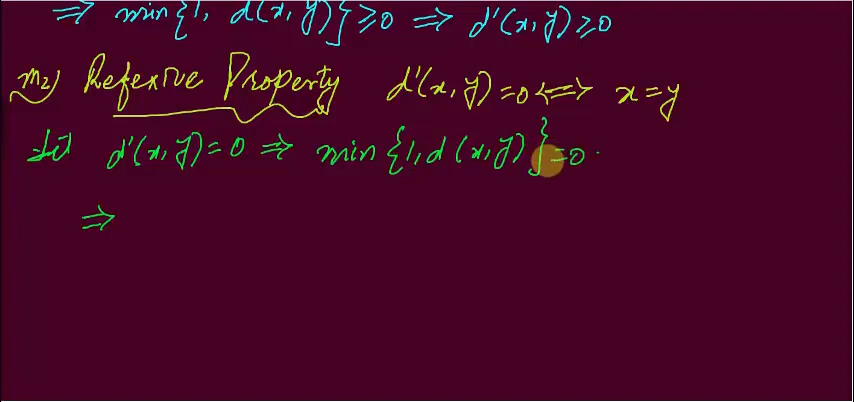 ⇒ min{1, d(x,y)} ≥ 0 ⇒ d'(x,y) ≥ 0
m2) Refexive Property d'(x,y)=0 <=> x=y
Let d'(x,y)=0 ⇒ min{1,d(x,y)}=0.
⇒